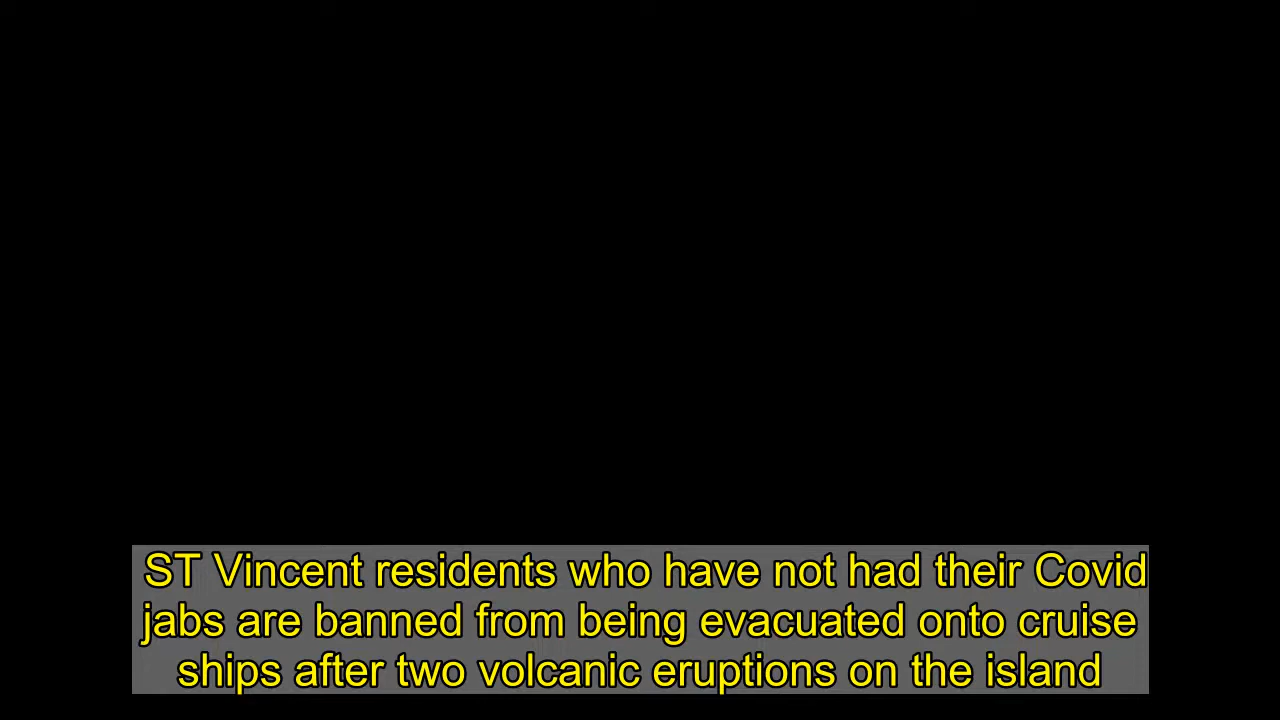 ST Vincent residents who have not had their Covid
jabs are banned from being evacuated onto cruise
ships after two volcanic eruptions on the island